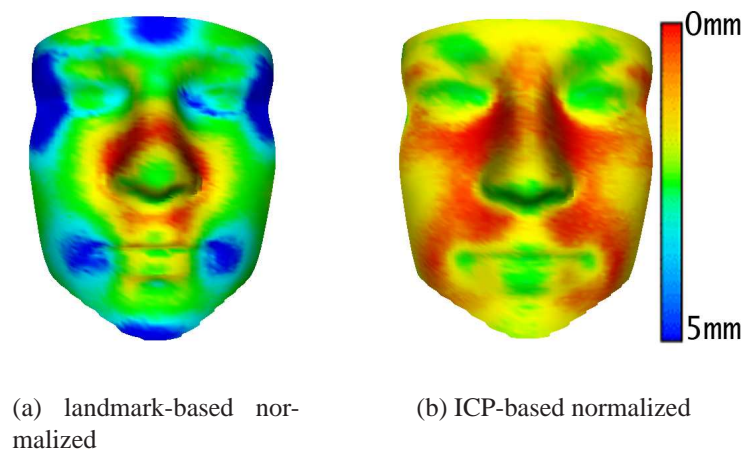 0mm
5mm
(a) landmark-based nor-
malized
(b) ICP-based normalized